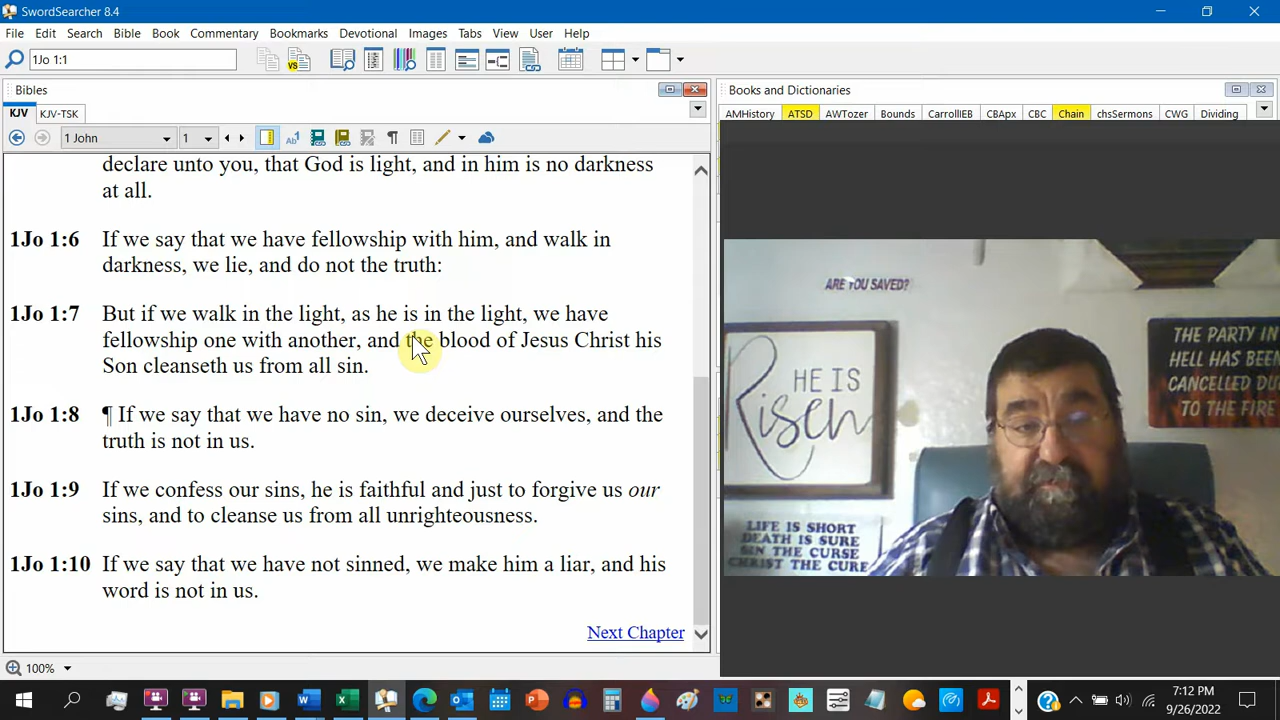 SwordSearcher 8.4
File Edit Search Bible Book Commentary Bookmarks Devotional Images Tabs View User Help
1Jo 1:1
VS
Bibles
KJV KJV-TSK
1 John 1
declare unto you, that God is light, and in him is no darkness
at all.
1Jo 1:6 If we say that we have fellowship with him, and walk in
darkness, we lie, and do not the truth:
1Jo 1:7 But if we walk in the light, as he is in the light, we have
fellowship one with another, and the blood of Jesus Christ his
Son cleanseth us from all sin.
1Jo 1:8 ¶ If we say that we have no sin, we deceive ourselves, and the
truth is not in us.
1Jo 1:9 If we confess our sins, he is faithful and just to forgive us our
sins, and to cleanse us from all unrighteousness.
1Jo 1:10 If we say that we have not sinned, we make him a liar, and his
word is not in us.
Next Chapter
100%
Books and Dictionaries
AMHistory ATSD AWTozer Bounds CarrollEB CBApx CBC Chain chsSermons CWG Dividing
ARE YOU SAVED?
HE IS
Risen
THE PARTY IN
HELL HAS BEEN
CANCELLED DUE
TO THE FIRE
LIFE IS SHORT
DEATH IS SURE
SIN THE CURSE
CHRIST THE CURE
7:12 PM
9/26/2022